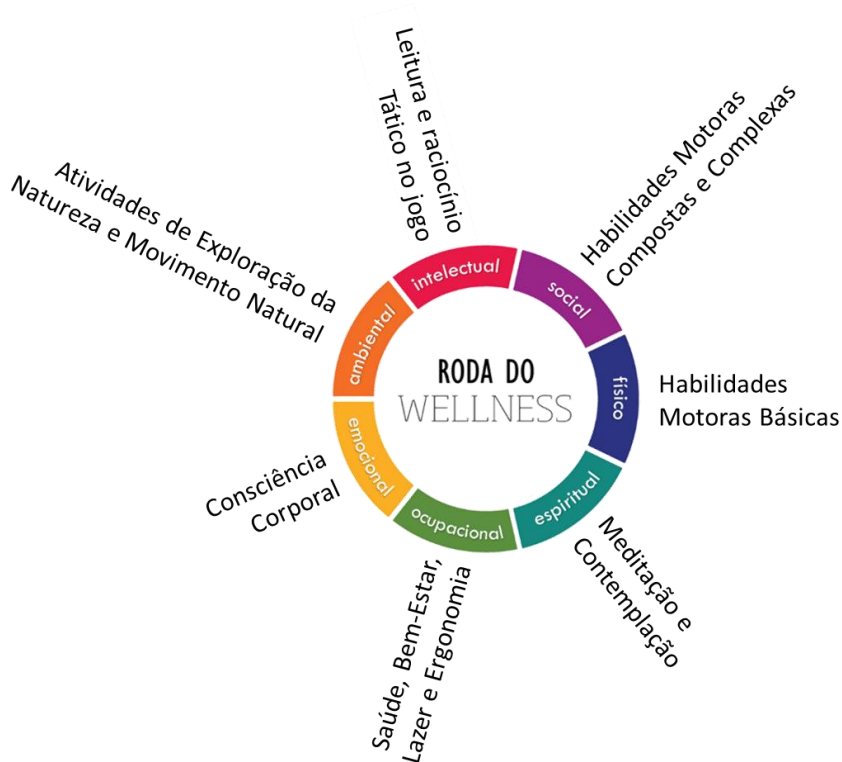 Leitura e raciocínio
Tático no jogo
Habilidades Motoras
Compostas e Complexas
Atividades de Exploração da
Natureza e Movimento Natural
intelectual
social
ambiental
físico
RODA DO
WELLNESS
Habilidades
Motoras Básicas
emocional
Consciência
Corporal
ocupacional
espiritual
Meditação e
Contemplação
Saúde, Bem-Estar,
Lazer e Ergonomia